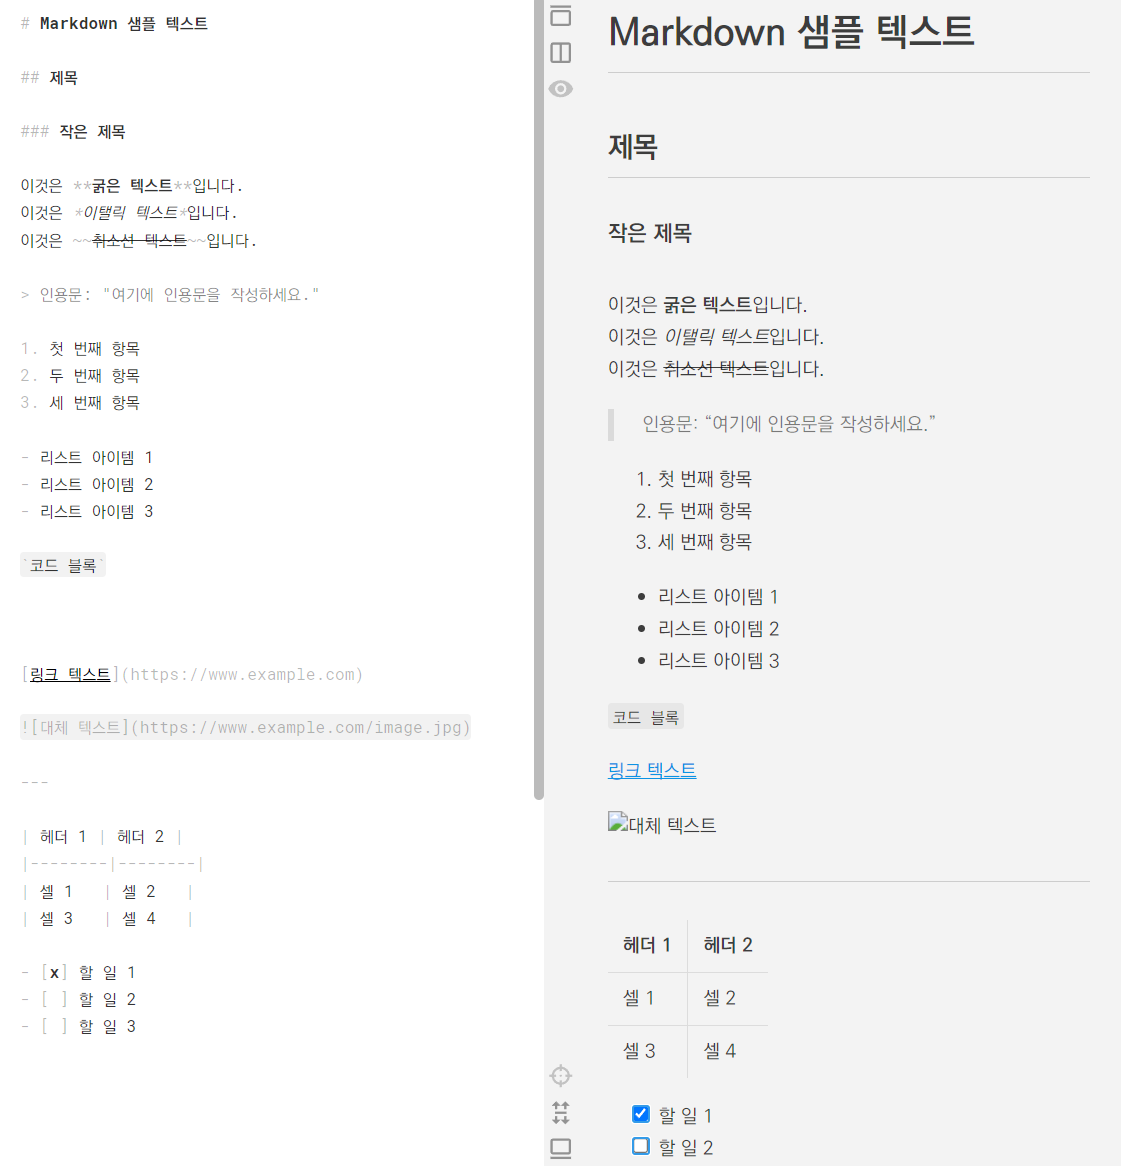 # Markdown 샘플 텍스트
## 제목
### 작은 제목
이것은 **굵은 텍스트**입니다.
이것은 *이탤릭 텍스트*입니다.
이것은 ~~취소선 텍스트~~입니다.
> 인용문: "여기에 인용문을 작성하세요."
1. 첫 번째 항목
2. 두 번째 항목
3. 세 번째 항목
- 리스트 아이템 1
- 리스트 아이템 2
- 리스트 아이템 3
`코드 블록`
[링크 텍스트](https://www.example.com)
![대체 텍스트](https://www.example.com/image.jpg)
---
| 헤더 1 | 헤더 2 |
|--------|--------|
| 셀 1   | 셀 2   |
| 셀 3   | 셀 4   |
- [x] 할 일 1
- [ ] 할 일 2
- [ ] 할 일 3
Markdown 샘플 텍스트
제목
작은 제목
이것은 굵은 텍스트입니다.
이것은 이탤릭 텍스트입니다.
이것은 취소선 텍스트입니다.
인용문: “여기에 인용문을 작성하세요.”
1. 첫 번째 항목
2. 두 번째 항목
3. 세 번째 항목
• 리스트 아이템 1
• 리스트 아이템 2
• 리스트 아이템 3
코드 블록
링크 텍스트
대체 텍스트
헤더 1 헤더 2
셀 1 셀 2
셀 3 셀 4
할 일 1
할 일 2